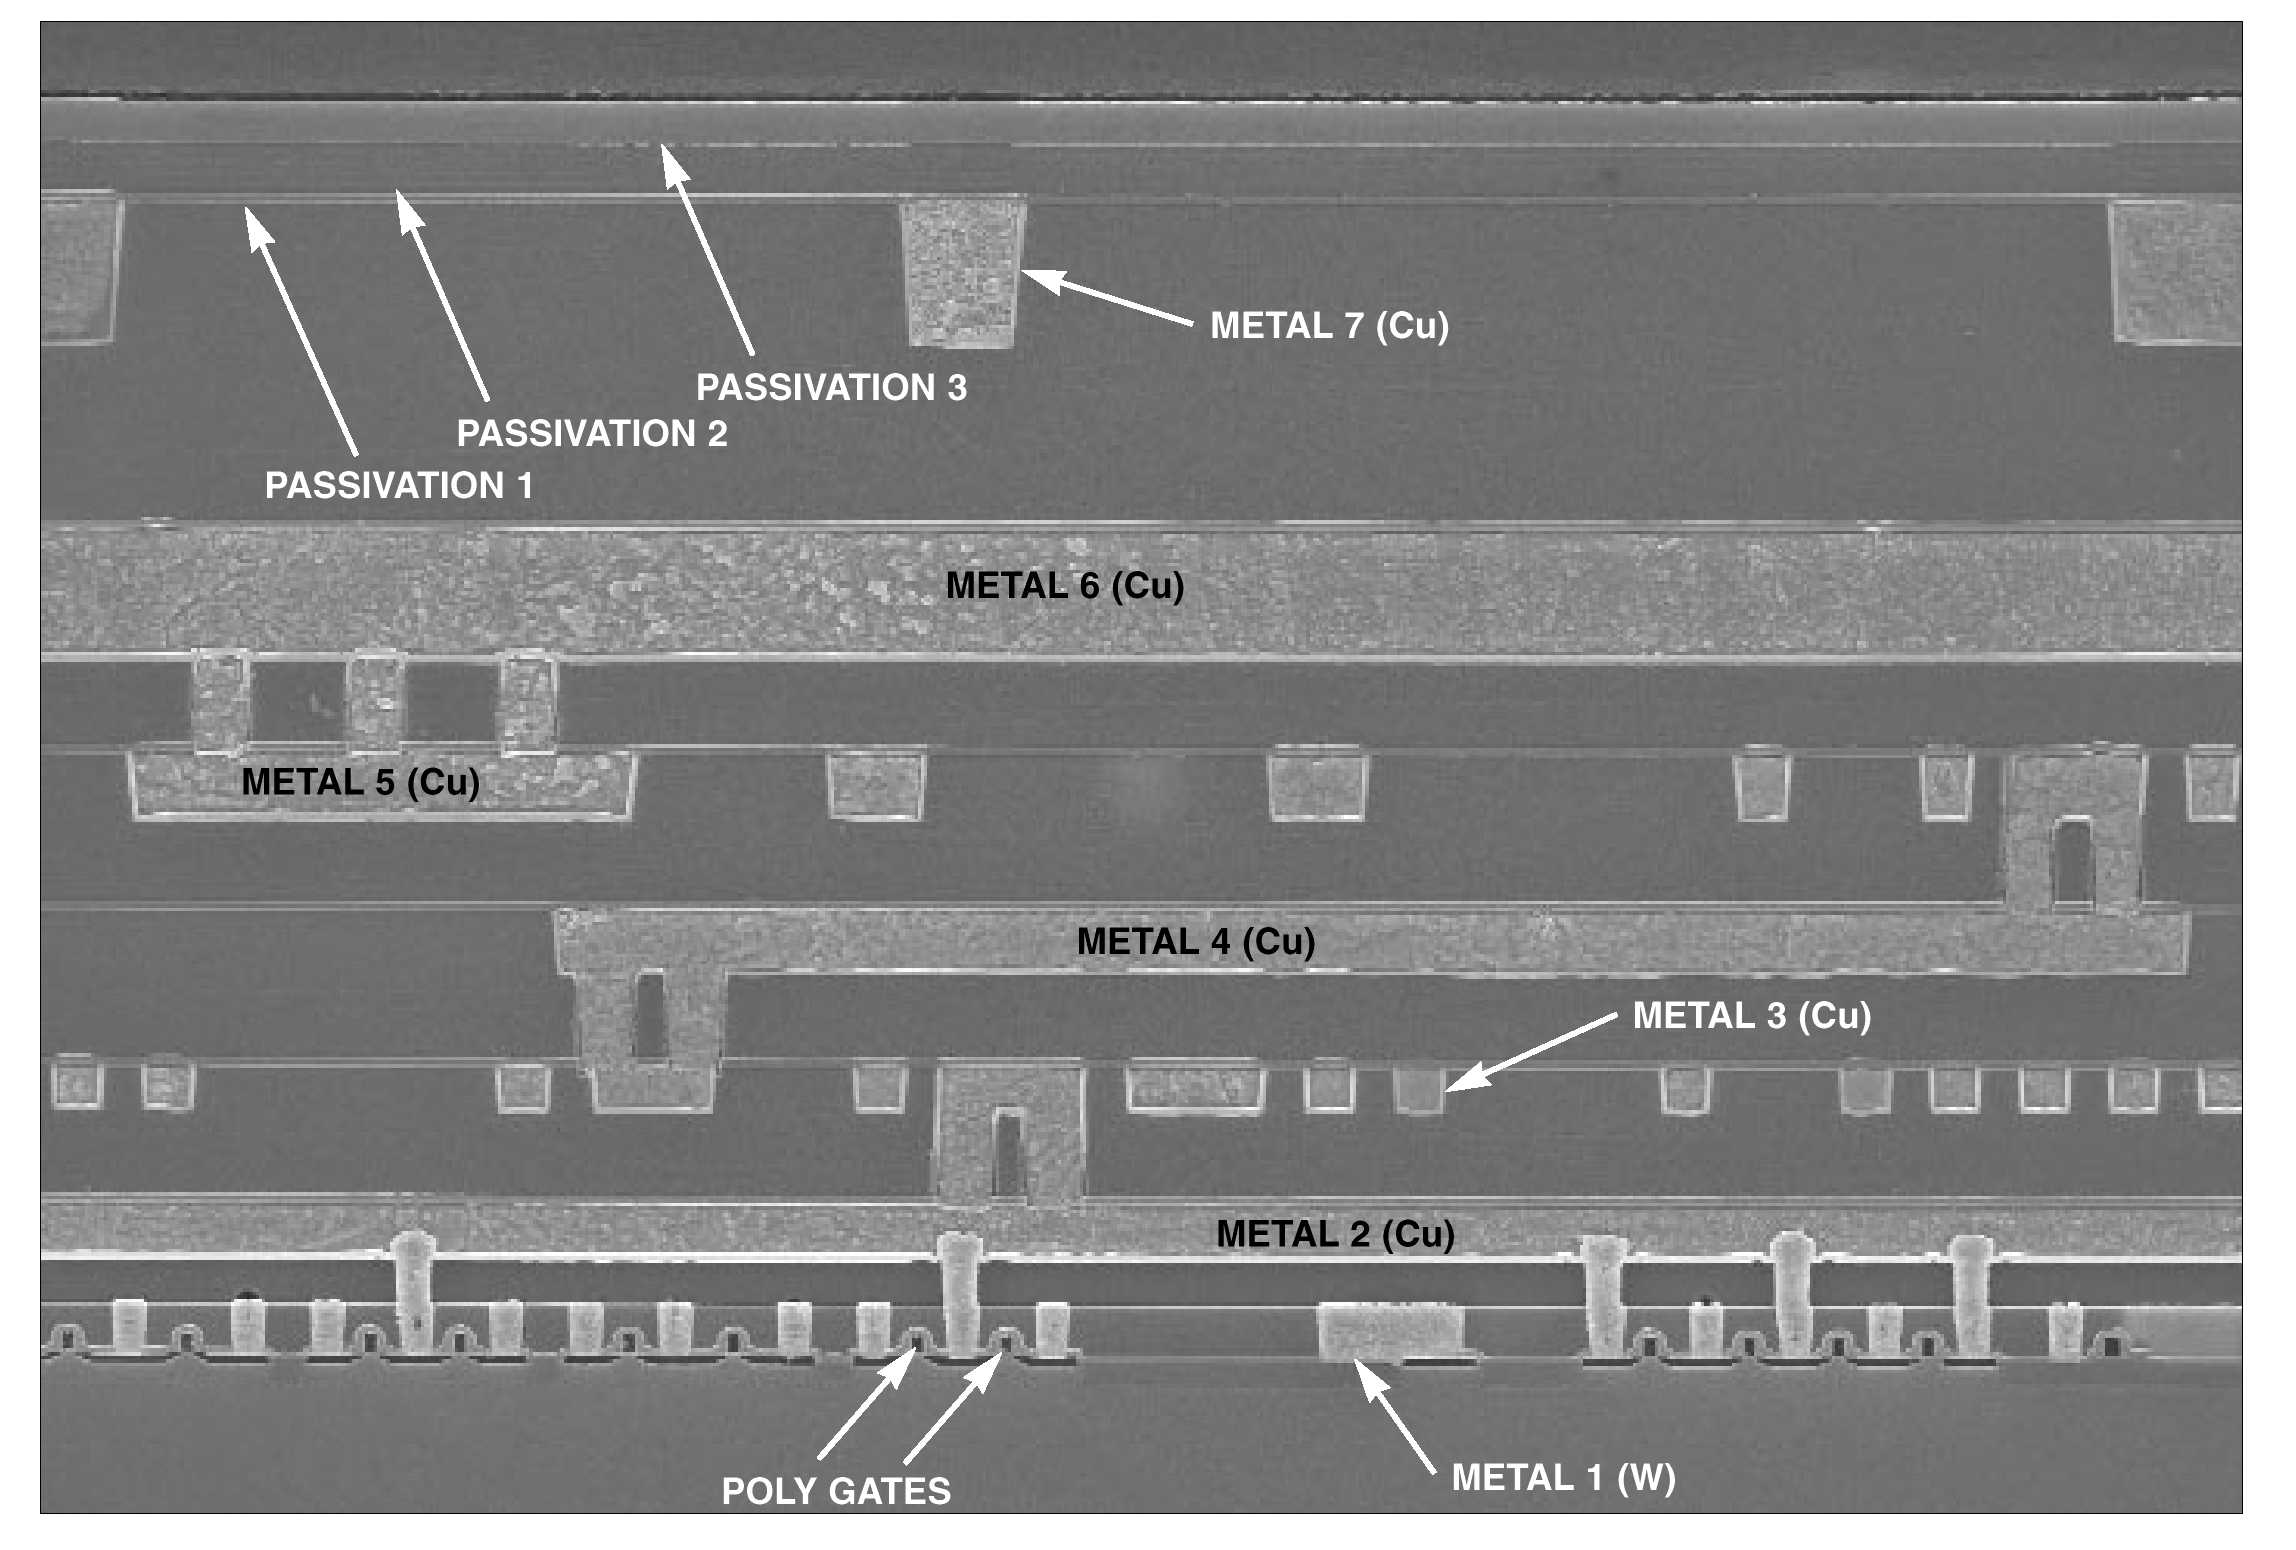 METAL 7 (Cu)
PASSIVATION 3
PASSIVATION 2
PASSIVATION 1
METAL 6 (Cu)
METAL 5 (Cu)
METAL 4 (Cu)
METAL 3 (Cu)
METAL 2 (Cu)
METAL 1 (W)
POLY GATES